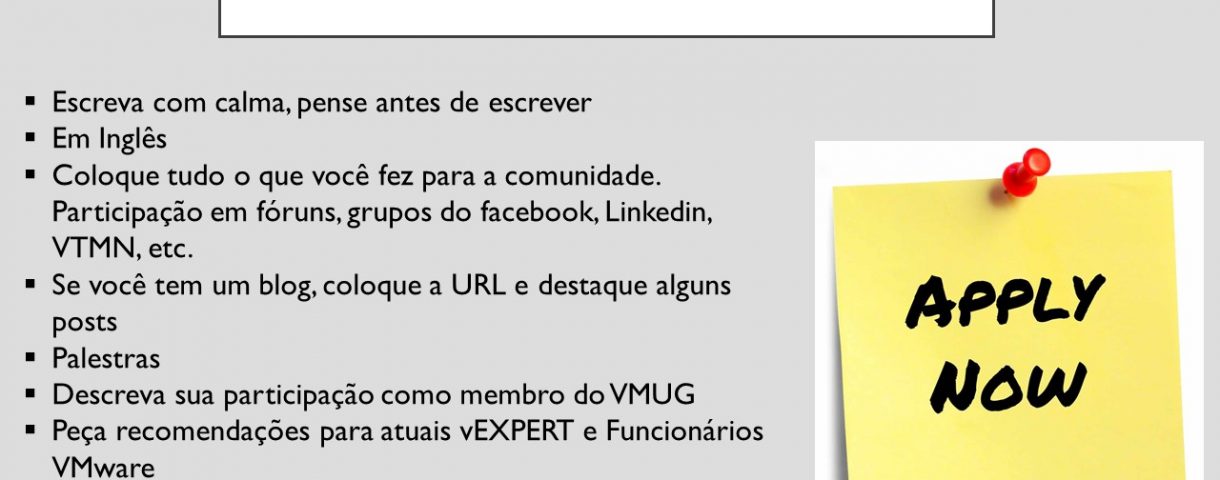 ▪ Escreva com calma, pense antes de escrever
▪ Em Inglês
▪ Coloque tudo o que você fez para a comunidade.
Participação em fóruns, grupos do facebook, Linkedin,
VTMN, etc.
▪ Se você tem um blog, coloque a URL e destaque alguns
posts
▪ Palestras
▪ Descreva sua participação como membro do VMUG
▪ Peça recomendações para atuais vEXPERT e Funcionários
VMware
APPLY
NOW